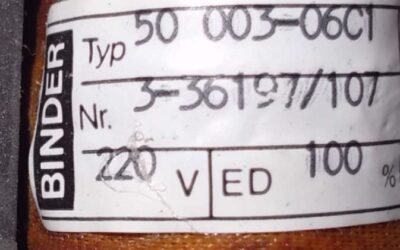 BINDER
Typ 50 003-06C1
Nr. 3-36197/107
220 V ED 100 %